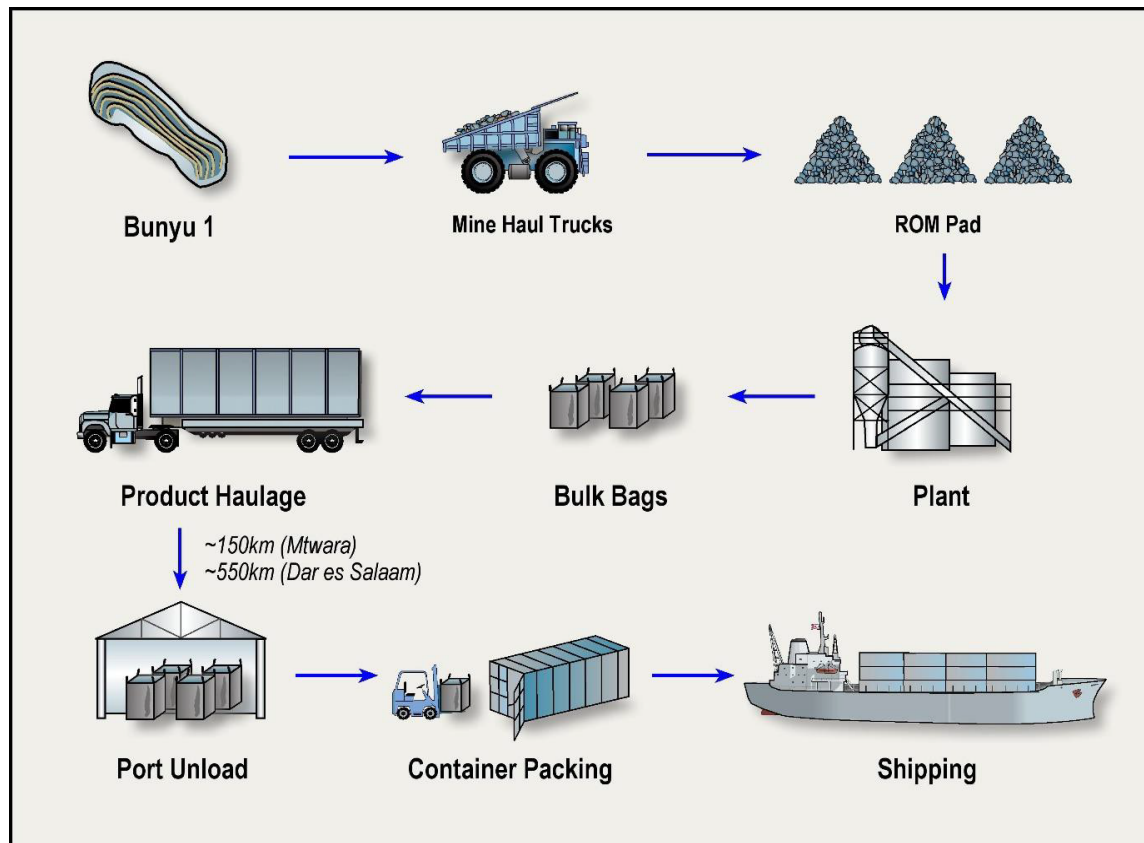 Bunyu 1
Mine Haul Trucks
ROM Pad
Product Haulage
Bulk Bags
Plant
~150km (Mtwara)
~550km (Dar es Salaam)
Port Unload
Container Packing
Shipping